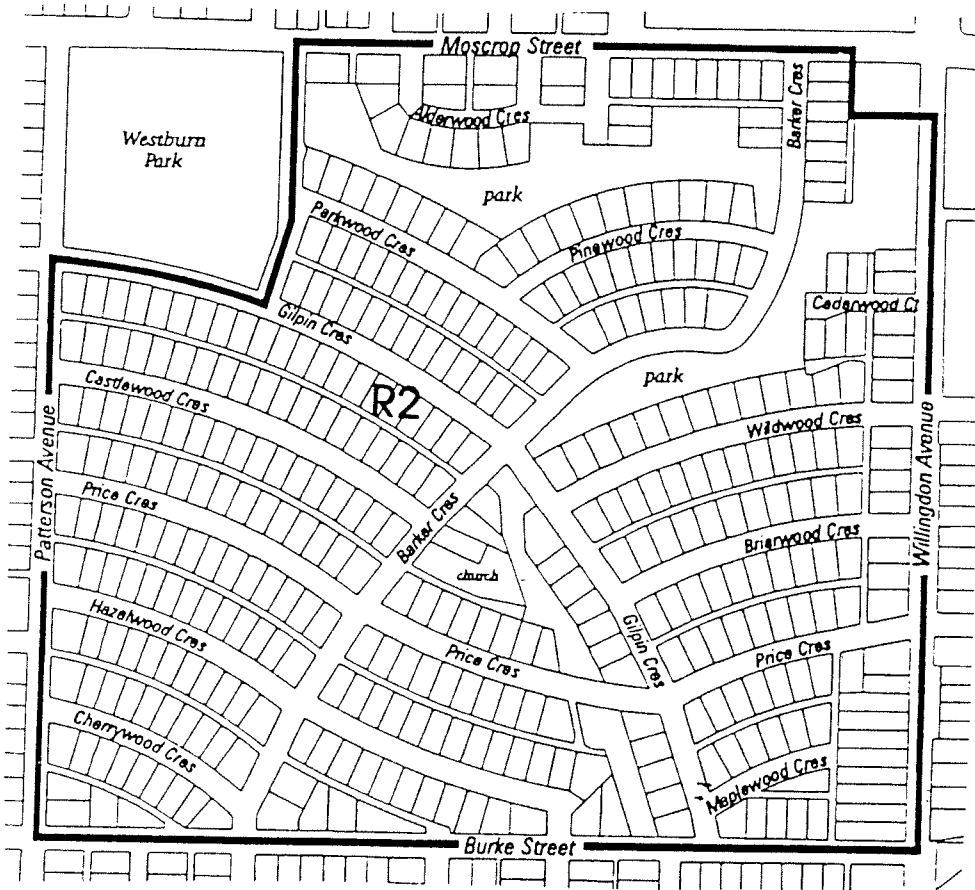 Moscrop Street
Barker Cres
Alderwood Cres
Westburn
Park
park
Parkwood Cres
Pinewood Cres
Cedarwood Ct
Gilpin Cres
park
Castlewood Cres
R2
Wildwood Cres
Patterson Avenue
Willingdon Avenue
Price Cres
Barker Cres
Briarwood Cres
church
Hazelwood Cres
Gilpin Cres
Price Cres
Price Cres
Cherrywood Cres
Maplewood Cres
Burke Street